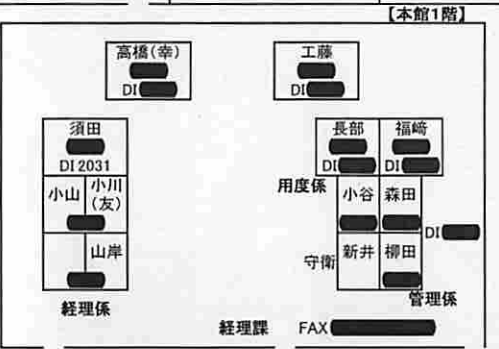 【本館1階】
高橋(幸)
DI
工藤
DI
須田
DI 2031
小山
小川
(友)
山岸
経理係
長部
DI
福﨑
DI
用度係
小谷
森田
DI
守衛
新井
柳田
管理係
経理課
FAX